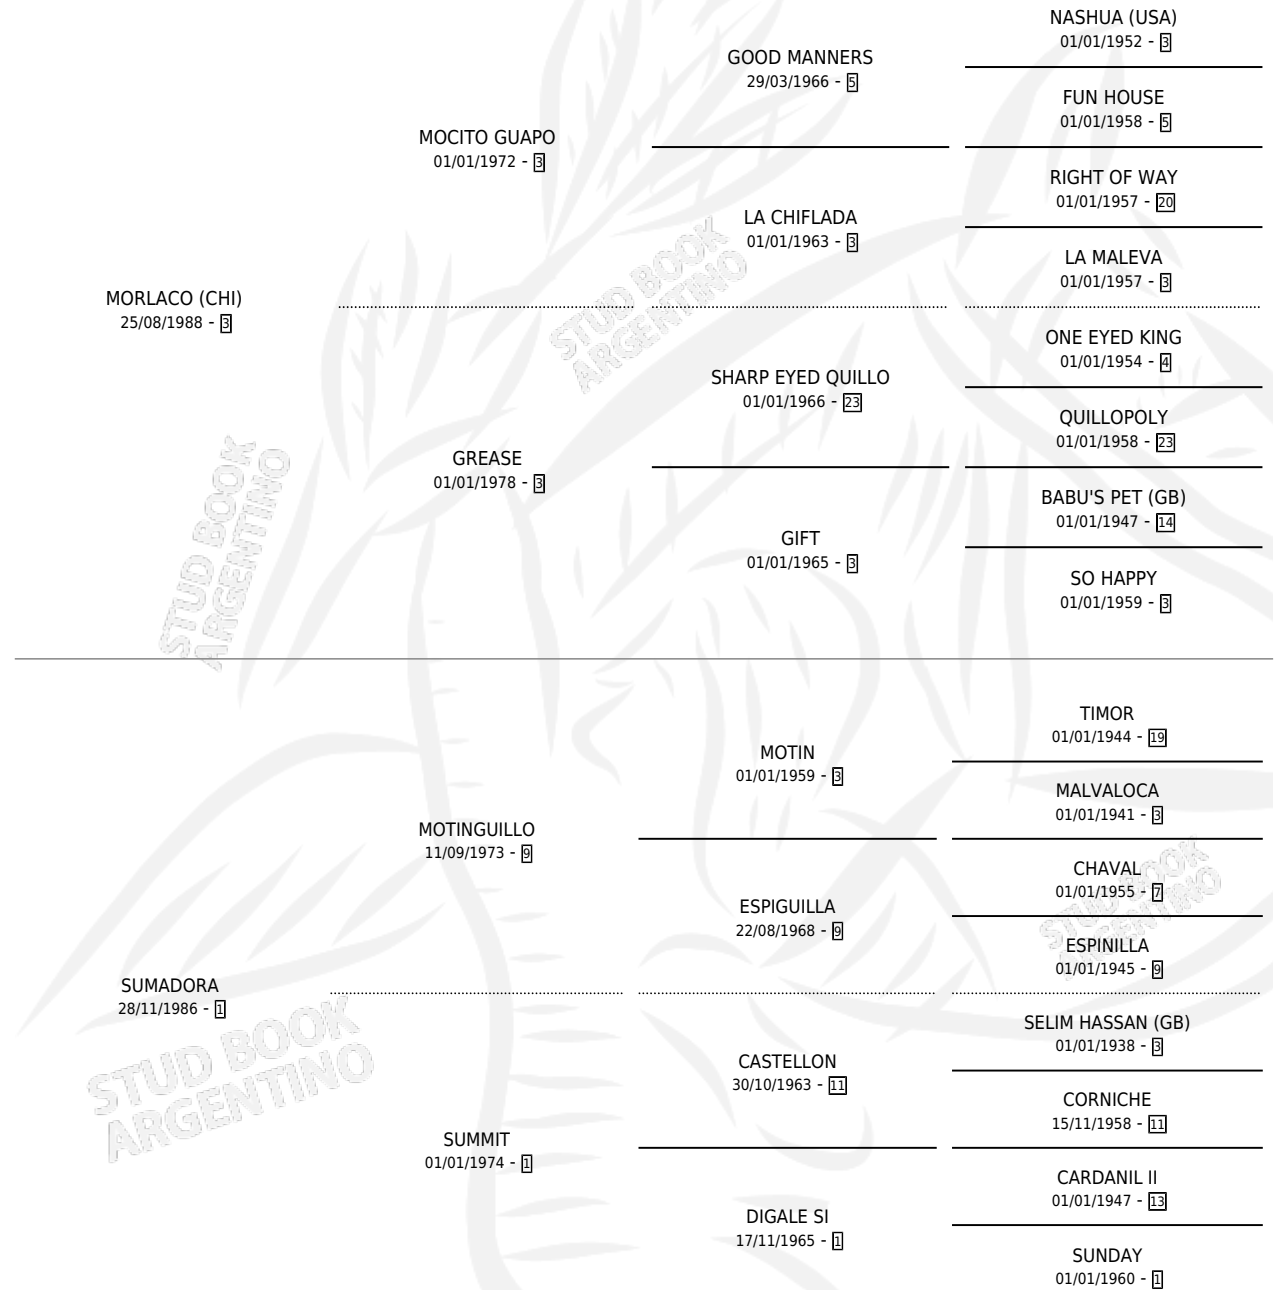 NASHUA (USA)
01/01/1952 - 3
GOOD MANNERS
29/03/1966 - 5
FUN HOUSE
01/01/1958 - 5
MOCITO GUAPO
01/01/1972 - 3
RIGHT OF WAY
01/01/1957 - 20
LA CHIFLADA
01/01/1963 - 3
LA MALEVA
01/01/1957 - 3
MORLACO (CHI)
25/08/1988 - 3
STUD BOOK
ARGENTINO
ONE EYED KING
01/01/1954 - 4
SHARP EYED QUILLO
01/01/1966 - 23
QUILLOPOLY
01/01/1958 - 23
GREASE
01/01/1978 - 3
BABU'S PET (GB)
01/01/1947 - 14
GIFT
01/01/1965 - 3
SO HAPPY
01/01/1959 - 3
STUD BOOK
ARGENTINO
TIMOR
01/01/1944 - 19
MOTIN
01/01/1959 - 3
MALVALOCA
01/01/1941 - 3
MOTINGUILLO
11/09/1973 - 9
CHAVAL
01/01/1955 - 7
ESPIGUILLA
22/08/1968 - 9
STUD BOOK
ARGENTINO
ESPINILLA
01/01/1945 - 9
SUMADORA
28/11/1986 - 1
SELIM HASSAN (GB)
01/01/1938 - 3
CASTELLON
30/10/1963 - 11
STUD BOOK
ARGENTINO
CORNICHE
15/11/1958 - 11
SUMMIT
01/01/1974 - 1
CARDANIL II
01/01/1947 - 13
DIGALE SI
17/11/1965 - 1
SUNDAY
01/01/1960 - 1